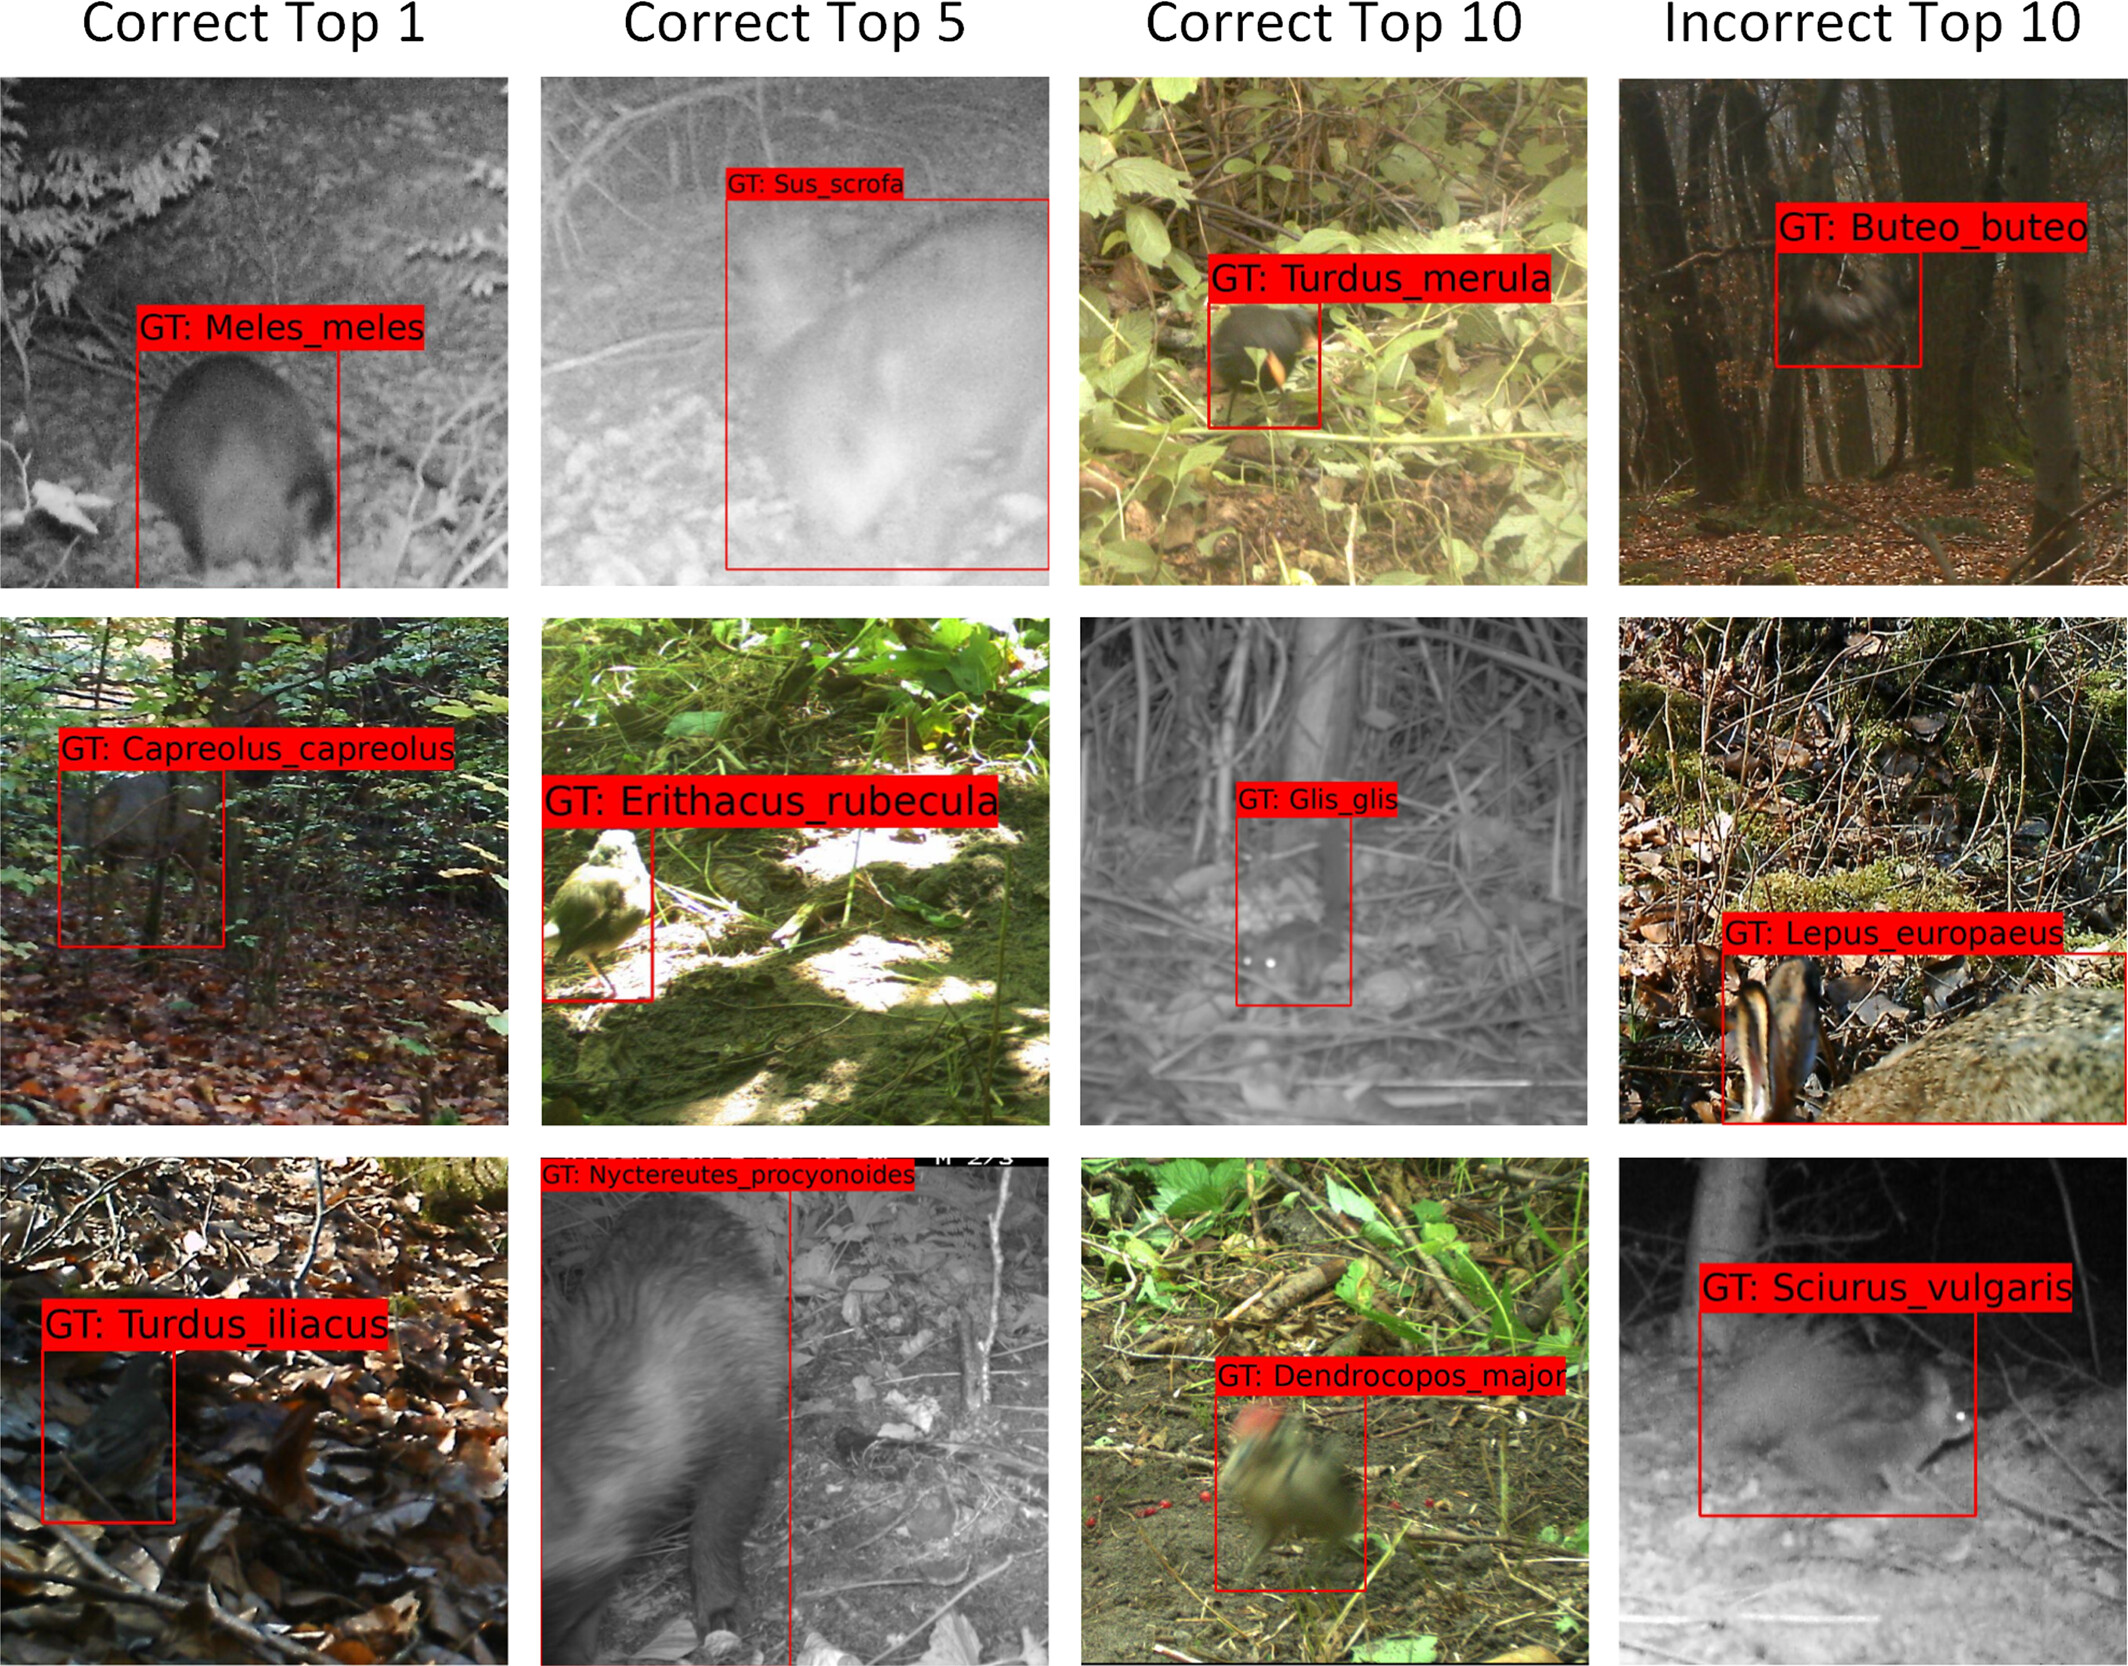 Correct Top 1
Correct Top 5
Correct Top 10
Incorrect Top 10
GT: Meles_meles
GT: Sus_scrofa
GT: Turdus_merula
GT: Buteo_buteo
GT: Capreolus_capreolus
GT: Erithacus_rubecula
GT: Glis_glis
GT: Lepus_europaeus
GT: Turdus_iliacus
GT: Nyctereutes_procyonoides
GT: Dendrocopos_major
GT: Sciurus_vulgaris